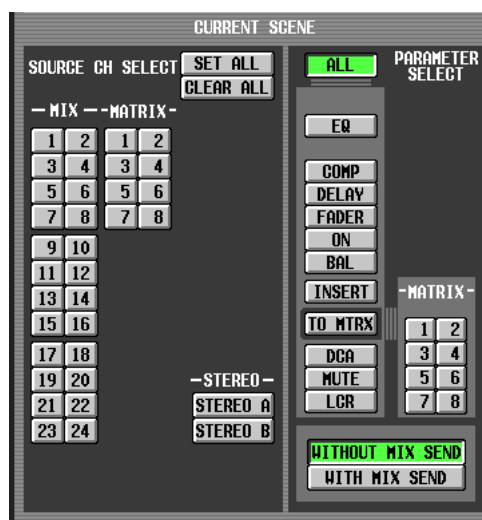 CURRENT SCENE
SOURCE CH SELECT
SET ALL
CLEAR ALL
MIX
MATRIX
1 2 1 2
3 4 3 4
5 6 5 6
7 8 7 8
9 10
11 12
13 14
15 16
17 18
19 20
21 22
23 24
STEREO
STEREO A
STEREO B
ALL
PARAMETER
SELECT
EQ
COMP
DELAY
FADER
ON
BAL
INSERT
TO MTRX
DCA
MUTE
LCR
MATRIX
1 2
3 4
5 6
7 8
WITHOUT MIX SEND
WITH MIX SEND